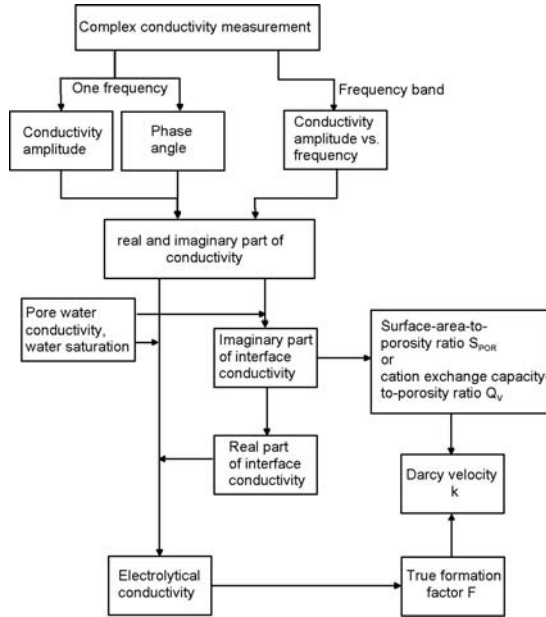 Complex conductivity measurement
One frequency
Frequency band
Conductivity
amplitude
Phase
angle
Conductivity
amplitude vs.
frequency
real and imaginary part of
conductivity
Pore water
conductivity,
water saturation
Imaginary part
of interface
conductivity
Surface-area-to-
porosity ratio S_POR
or
cation exchange capacity-
to-porosity ratio Q_V
Real part
of interface
conductivity
Darcy velocity
k
Electrolytical
conductivity
True formation
factor F